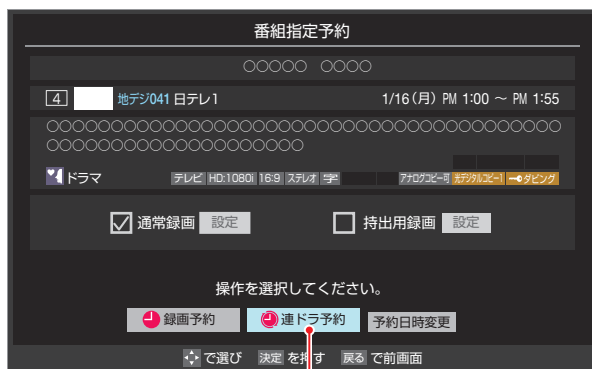 番組指定予約
○○○○○ ○○○○
4 地デジ041 日テレ1 1/16(月) PM 1:00 ～ PM 1:55
○○○○○○○○○○○○○○○○○○○○○○○○○○○○○○
○○○○○○○○○○○○○○○
ドラマ テレビ HD:1080i 16:9 ステレオ 字 アナログコピー可 光デジタルコピー1 ダビング
通常録画 設定 持出用録画 設定
操作を選択してください。
録画予約 連ドラ予約 予約日時変更
で選び 決定 を押す 戻る で前画面